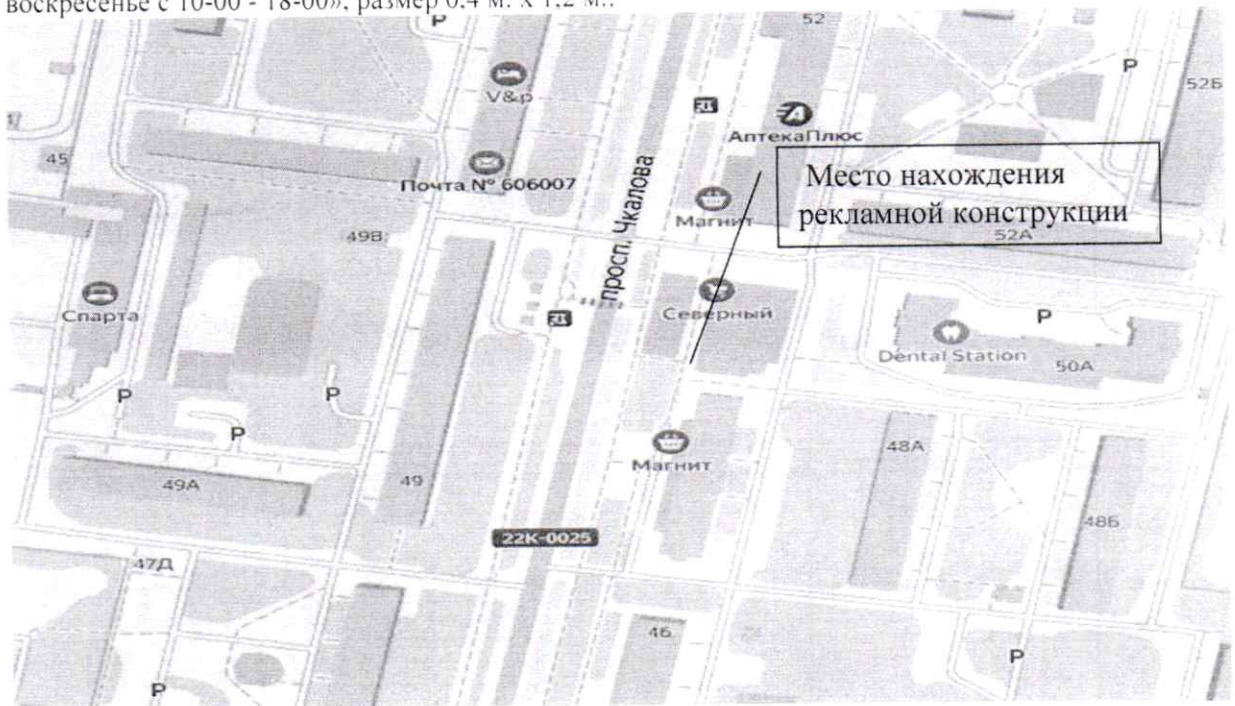 воскресенье с 10-00 - 18-00», размер 0,4 м. х 1,2 м..
P
52
P
52Б
V&p
АптекаПлюс
45
Почта № 606007
просп. Чкалова
Магнит
Место нахождения
рекламной конструкции
49В
52А
Спарта
Северный
P
Dental Station
50А
P
P
P
Магнит
48А
49А
49
48Б
22К-0025
47Д
46
P
P